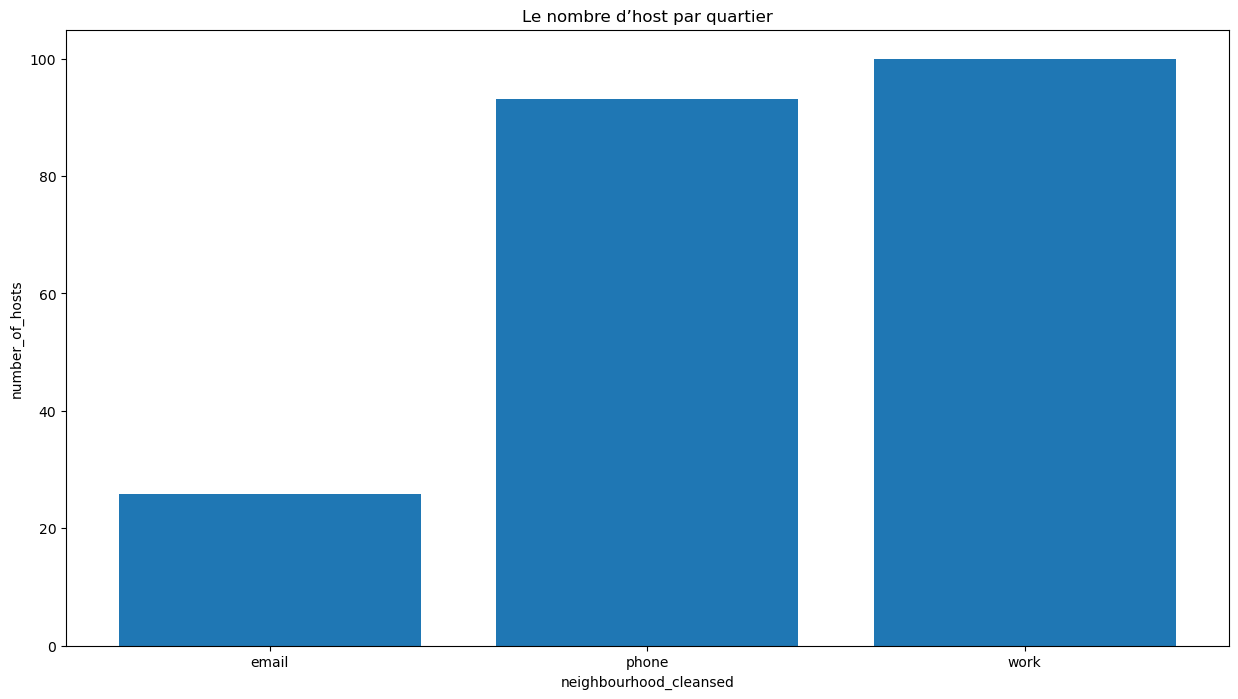 Le nombre d’host par quartier
number_of_hosts
100
80
60
40
20
0
email phone work
neighbourhood_cleansed